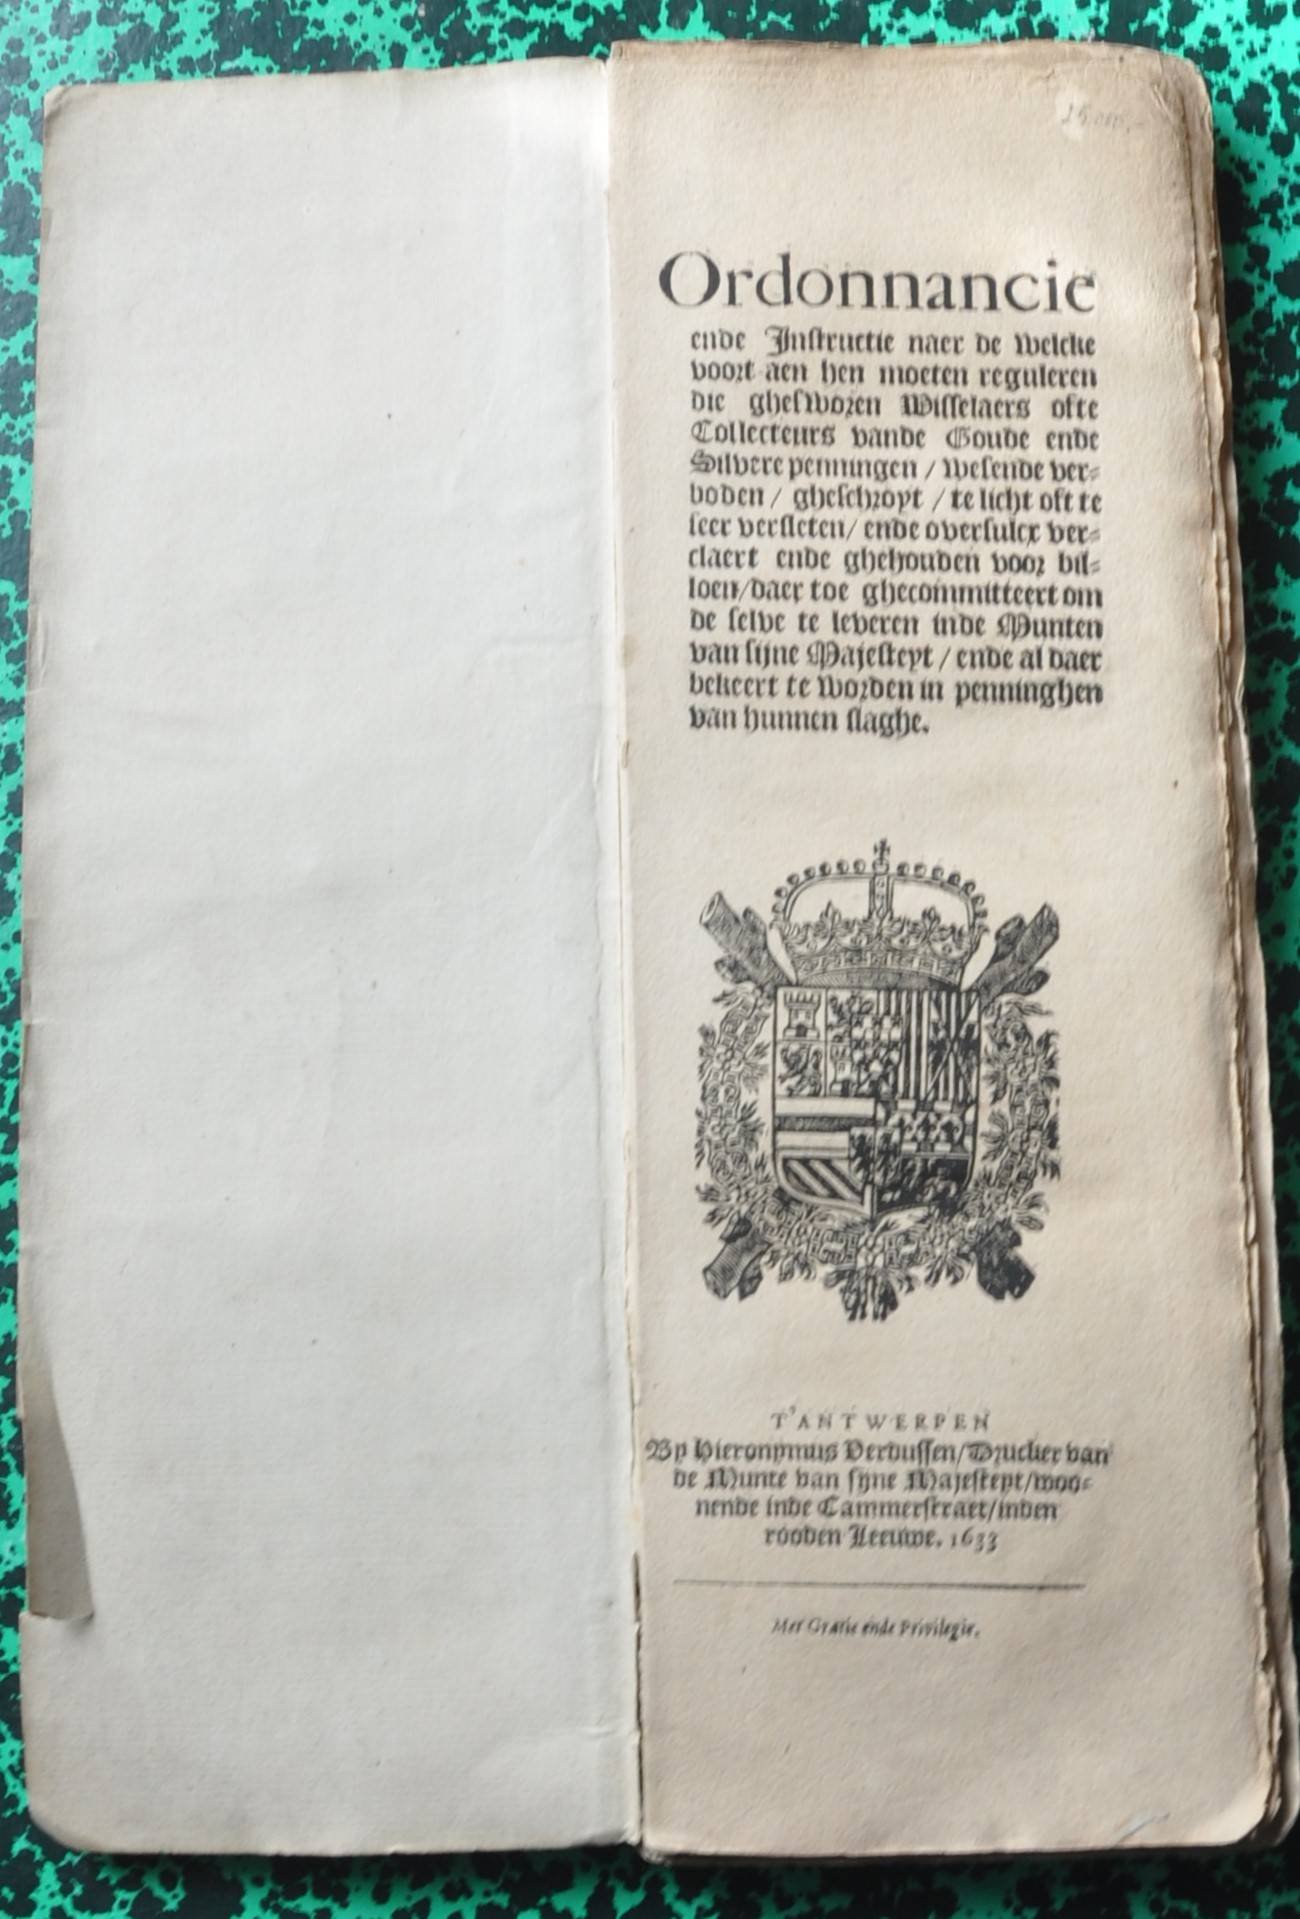 Ordonnancie
ende Instructie naer de welcke
voort aen hen moeten reguleren
die ghesworen Wisselaers ofte
Collecteurs vande Goude ende
Silvere penningen / wesende ver-
boden / gheschroyt / te licht oft te
seer versleten / ende oversulcx ver-
claert ende ghehouden voor bil-
loen / daer toe ghecommitteert om
de selve te leveren inde Munten
van sijne Majesteyt / ende al daer
bekeert te worden in penninghen
van hunnen slaghe.
T'ANTWERPEN
By Hieronymus Verdussen / Drucker van
de Munte van syne Majesteyt / woo-
nende inde Cammerstraet / inden
rooden Leeuwe. 1633
Met Gratie ende Privilegie.